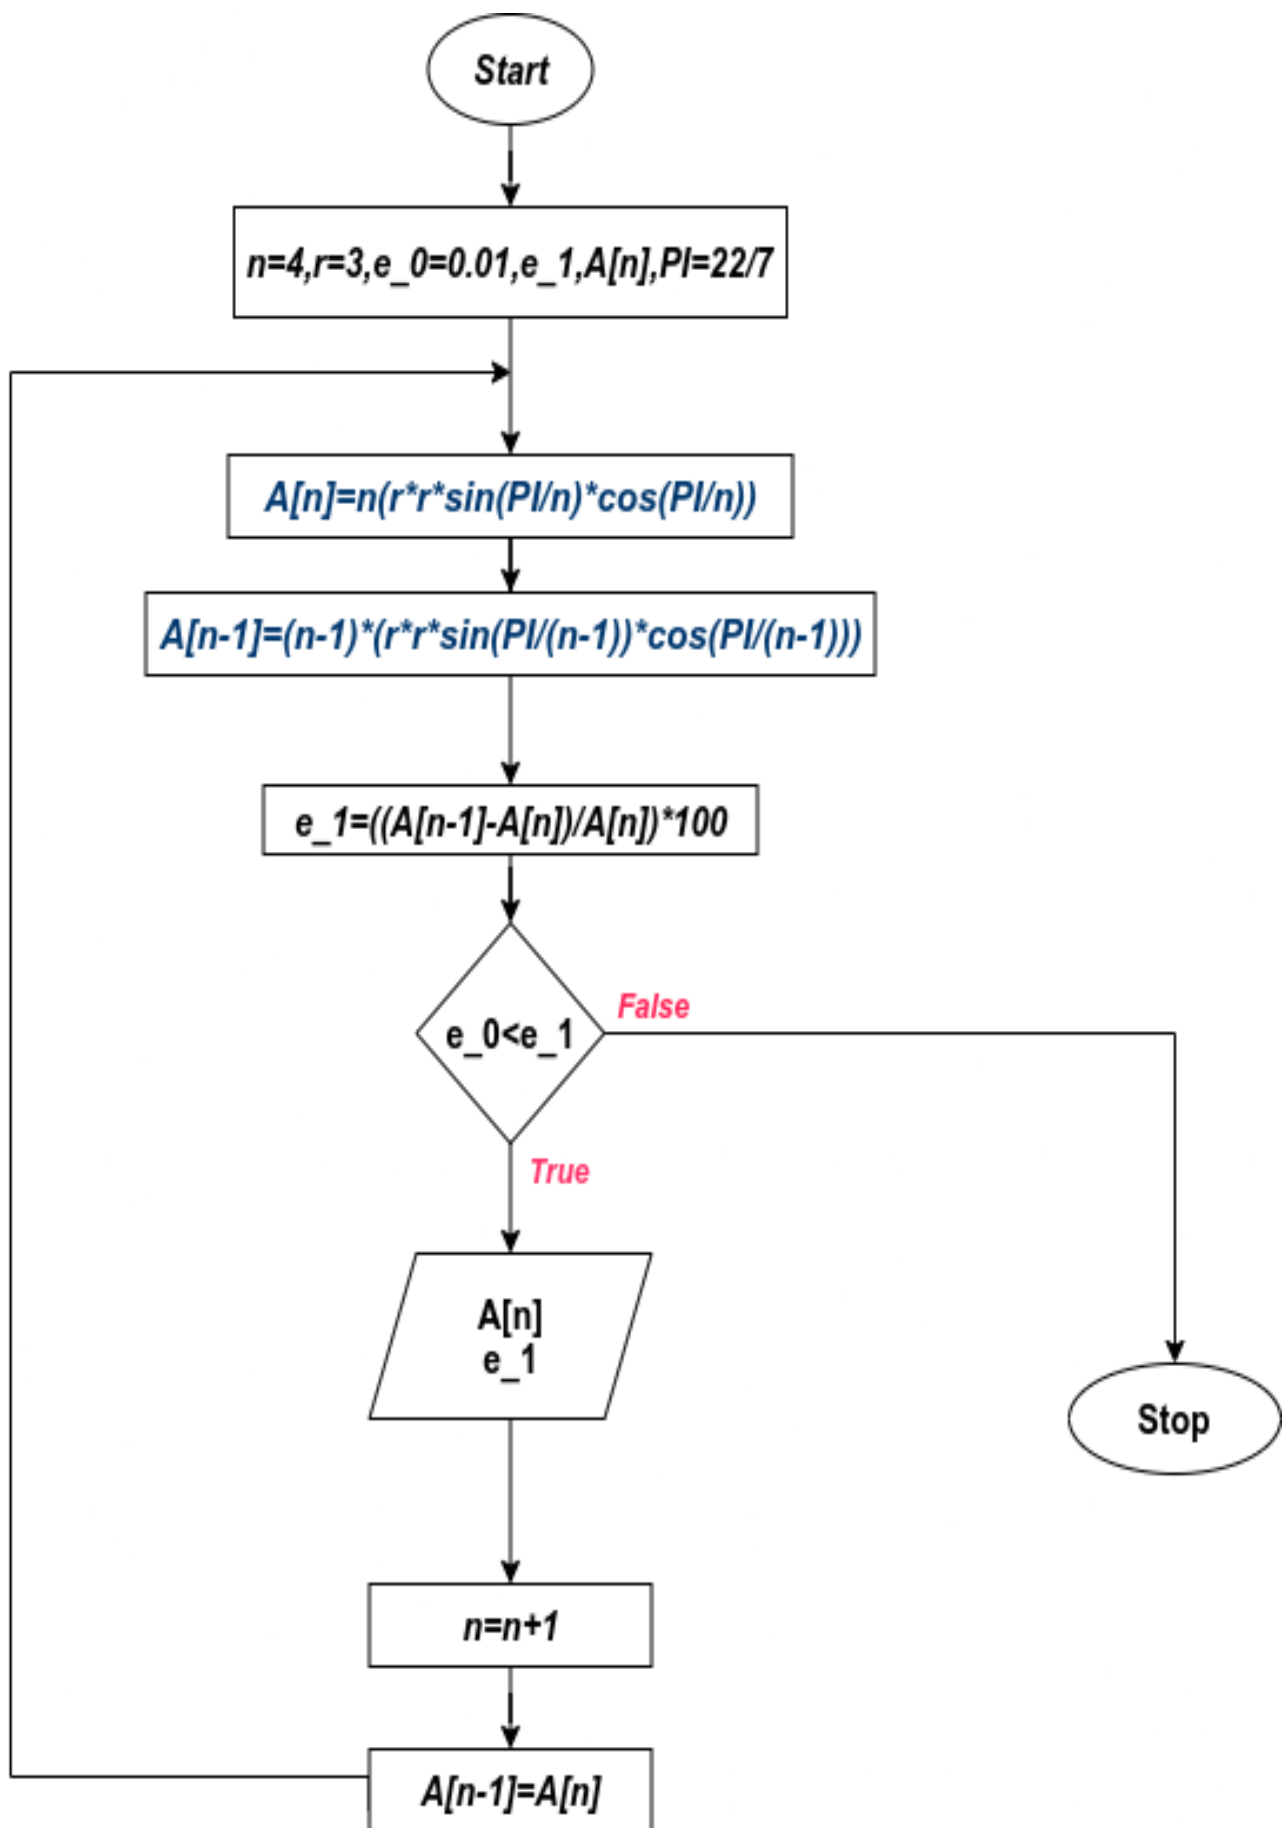 Start
n=4,r=3,e_0=0.01,e_1,A[n],PI=22/7
A[n]=n(r*r*sin(PI/n)*cos(PI/n))
A[n-1]=(n-1)*(r*r*sin(PI/(n-1))*cos(PI/(n-1)))
e_1=((A[n-1]-A[n])/A[n])*100
e_0<e_1
False
True
A[n]
e_1
Stop
n=n+1
A[n-1]=A[n]